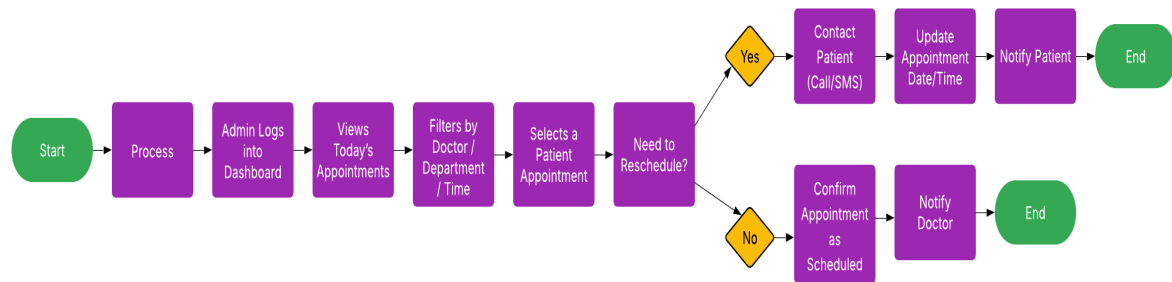 Start
Process
Admin Logs
into
Dashboard
Views
Today's
Appointments
Filters by
Doctor /
Department
/ Time
Selects a
Patient
Appointment
Need to
Reschedule?
Yes
Contact
Patient
(Call/SMS)
Update
Appointment
Date/Time
Notify Patient
End
No
Confirm
Appointment
as
Scheduled
Notify
Doctor
End